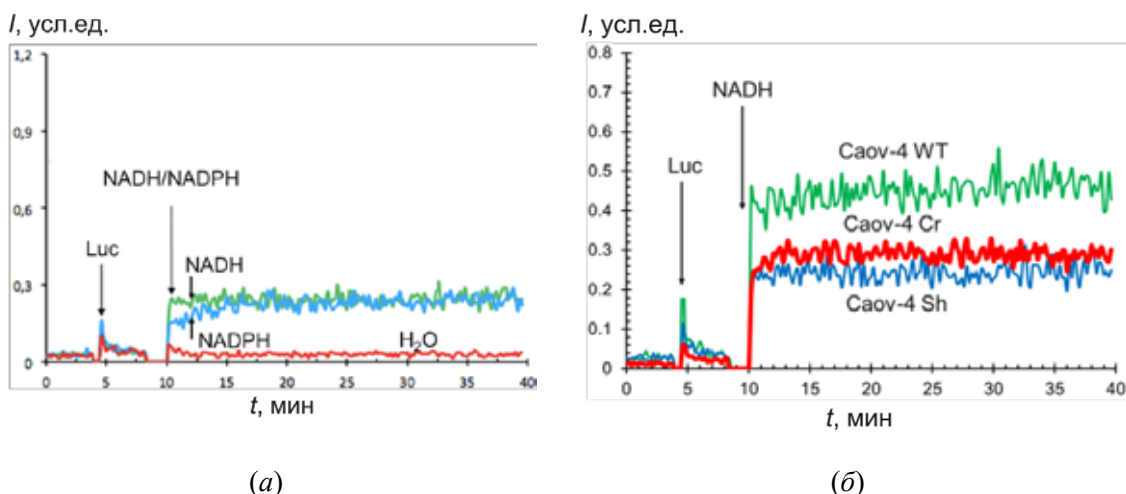 I, усл.ед.
1,2
0,9
0,6
0,3
0
NADH/NADPH
Luc
NADH
NADPH
H₂O
0 5 10 15 20 25 30 35 40
t, мин
(а)
I, усл.ед.
0.8
0.7
0.6
0.5
0.4
0.3
0.2
0.1
0
NADH
Luc
Caov-4 WT
Caov-4 Cr
Caov-4 Sh
0 5 10 15 20 25 30 35 40
t, мин
(б)